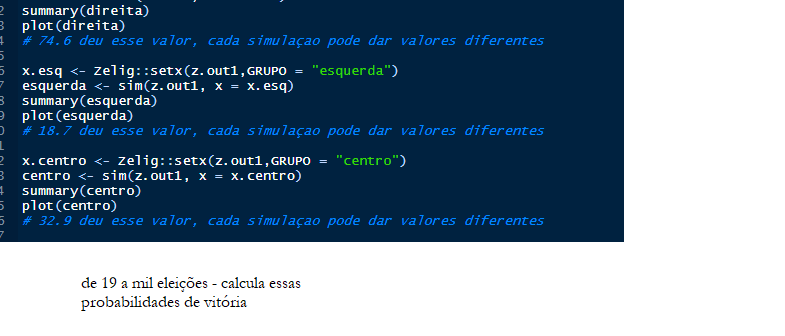 2 summary(direita)
3 plot(direita)
4 # 74.6 deu esse valor, cada simulaçao pode dar valores diferentes
5
6 x.esq <- Zelig::setx(z.out1,GRUPO = "esquerda")
7 esquerda <- sim(z.out1, x = x.esq)
8 summary(esquerda)
9 plot(esquerda)
0 # 18.7 deu esse valor, cada simulaçao pode dar valores diferentes
1
2 x.centro <- Zelig::setx(z.out1,GRUPO = "centro")
3 centro <- sim(z.out1, x = x.centro)
4 summary(centro)
5 plot(centro)
6 # 32.9 deu esse valor, cada simulaçao pode dar valores diferentes
7
de 19 a mil eleições - calcula essas
probabilidades de vitória